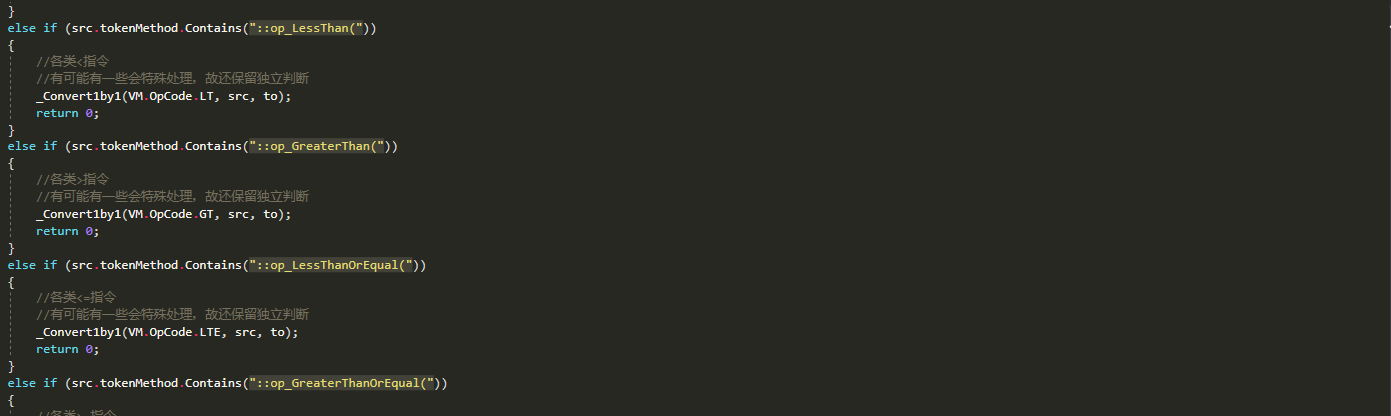 }
else if (src.tokenMethod.Contains("::op_LessThan("))
{
//各类<指令
//有可能有一些会特殊处理，故还保留独立判断
_Convert1by1(VM.OpCode.LT, src, to);
return 0;
}
else if (src.tokenMethod.Contains("::op_GreaterThan("))
{
//各类>指令
//有可能有一些会特殊处理，故还保留独立判断
_Convert1by1(VM.OpCode.GT, src, to);
return 0;
}
else if (src.tokenMethod.Contains("::op_LessThanOrEqual("))
{
//各类<=指令
//有可能有一些会特殊处理，故还保留独立判断
_Convert1by1(VM.OpCode.LTE, src, to);
return 0;
}
else if (src.tokenMethod.Contains("::op_GreaterThanOrEqual("))
{